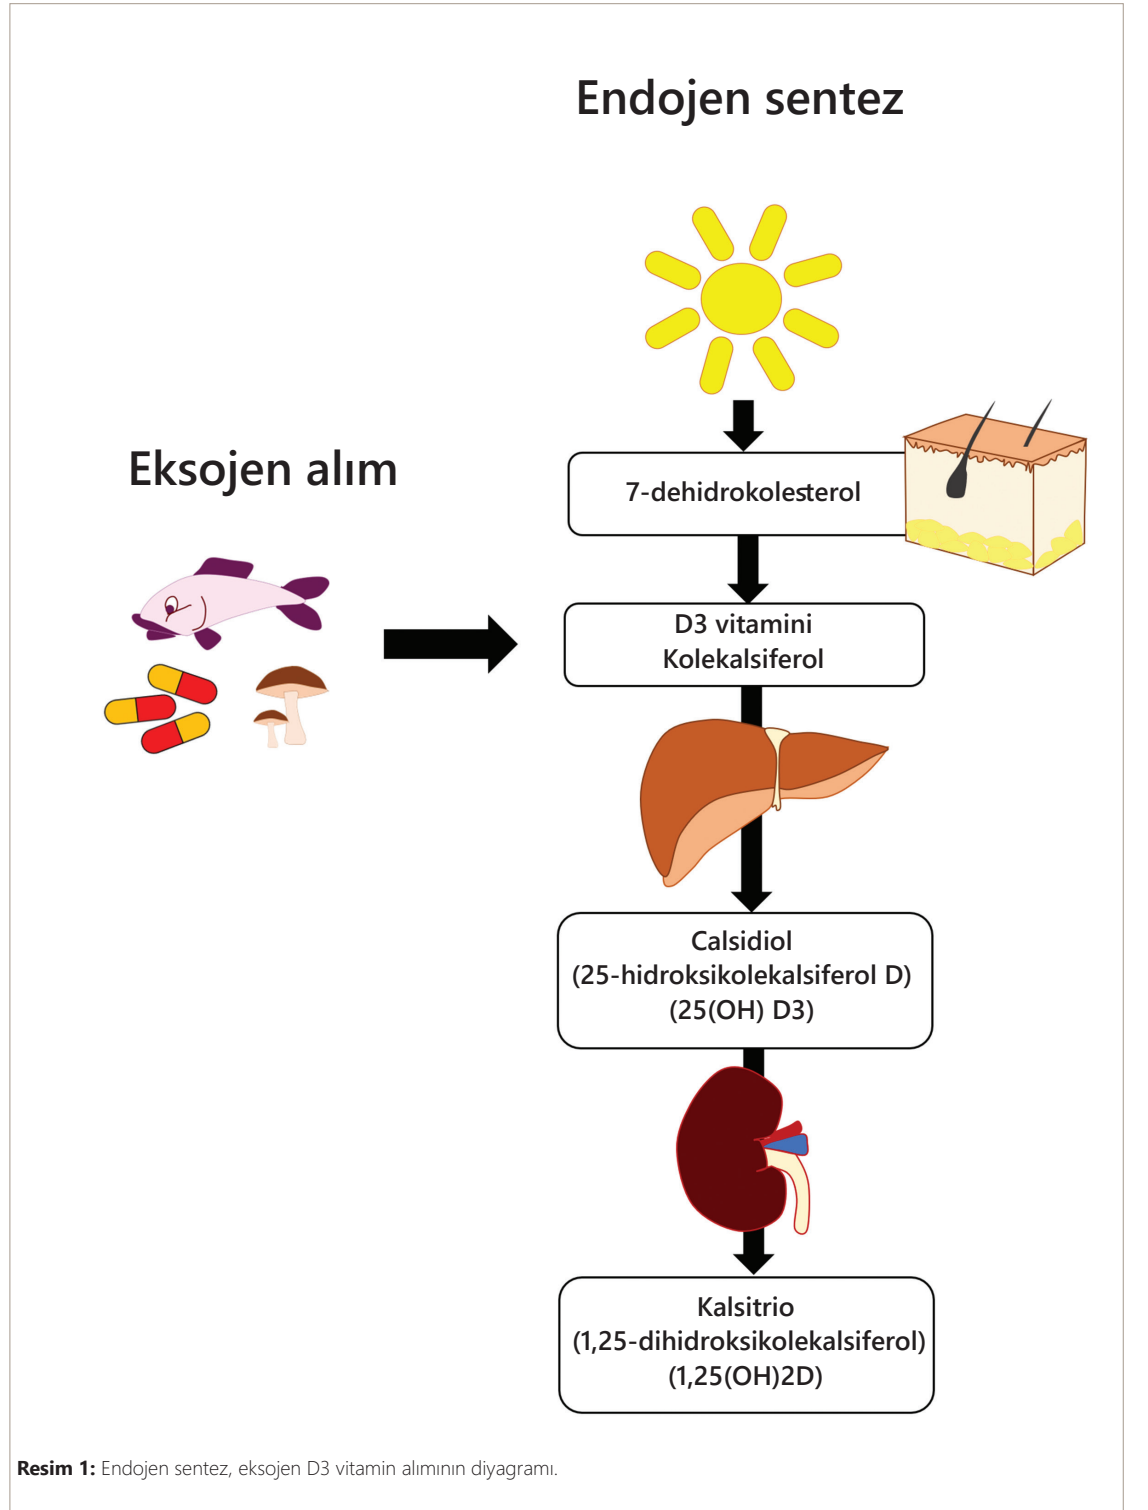 Endojen sentez
Eksojen alım
7-dehidrokolesterol
D3 vitamini
Kolekalsiferol
Calsidiol
(25-hidroksikolekalsiferol D)
(25(OH) D3)
Kalsitrio
(1,25-dihidroksikolekalsiferol)
(1,25(OH)2D)
Resim 1: Endojen sentez, eksojen D3 vitamin alımının diyagramı.